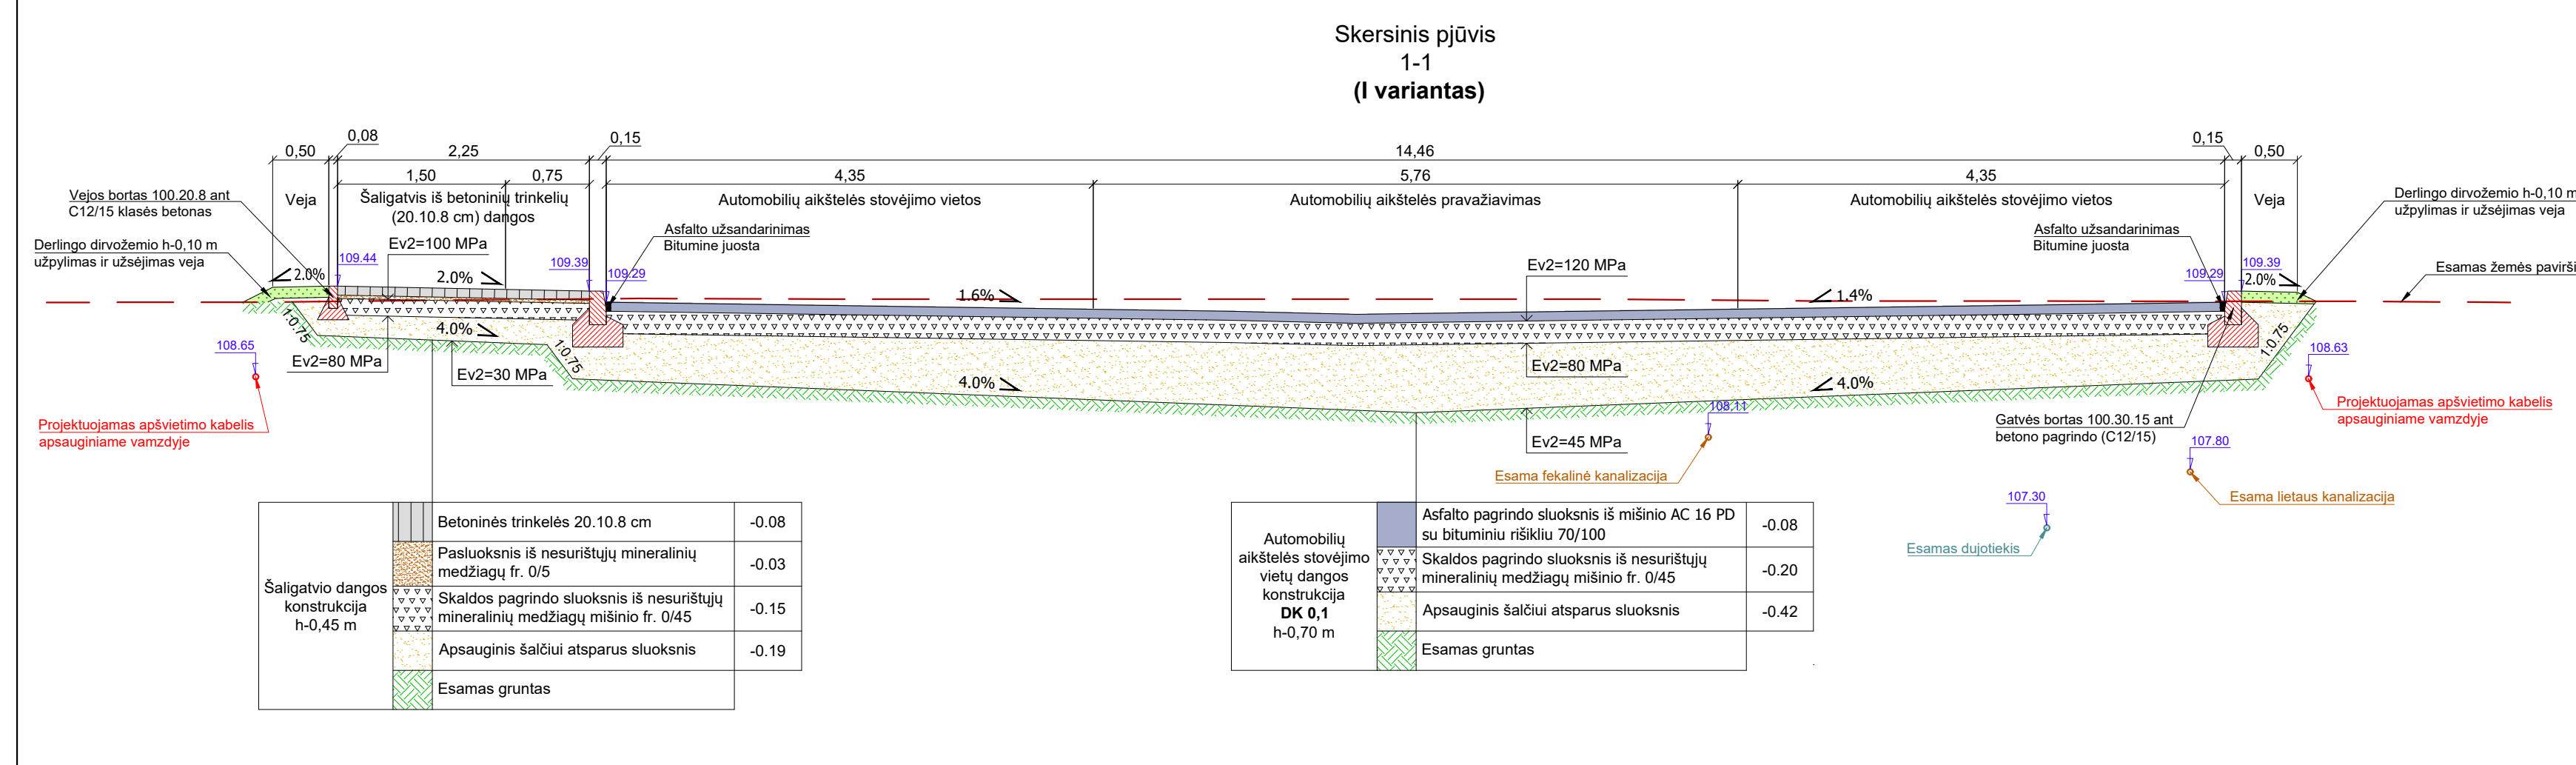 Skersinis pjūvis
1-1
(I variantas)
0,50
0,08
2,25
0,15
14,46
0,15
0,50
1,50
0,75
4,35
5,76
4,35
Vejos bortas 100.20.8 ant
C12/15 klasės betonas
Veja
Šaligatvis iš betoninių trinkelių
(20.10.8 cm) dangos
Automobilių aikštelės stovėjimo vietos
Automobilių aikštelės pravažiavimas
Automobilių aikštelės stovėjimo vietos
Veja
Derlingo dirvožemio h-0,10 m
užpylimas ir užsėjimas veja
Derlingo dirvožemio h-0,10 m
užpylimas ir užsėjimas veja
Ev2=100 MPa
Asfalto užsandarinimas
Bitumine juosta
Asfalto užsandarinimas
Bitumine juosta
Ev2=120 MPa
Esamas žemės pavirši
109.44
109.39
109.29
109.29
109.39
2.0%
2.0%
1.6%
1.4%
2.0%
1:0.75
4.0%
1:0.75
1:0.75
108.65
Ev2=80 MPa
Ev2=30 MPa
4.0%
Ev2=80 MPa
4.0%
108.63
Projektuojamas apšvietimo kabelis
apsauginiame vamzdyje
Ev2=45 MPa
108.11
Gatvės bortas 100.30.15 ant
betono pagrindo (C12/15)
107.80
Projektuojamas apšvietimo kabelis
apsauginiame vamzdyje
Esama fekalinė kanalizacija
Esama lietaus kanalizacija
107.30
Esamas dujotiekis
Šaligatvio dangos
konstrukcija
h-0,45 m
Betoninės trinkelės 20.10.8 cm
-0.08
Pasluoksnis iš nesurištųjų mineralinių
medžiagų fr. 0/5
-0.03
Skaldos pagrindo sluoksnis iš nesurištųjų
mineralinių medžiagų mišinio fr. 0/45
-0.15
Apsauginis šalčiui atsparus sluoksnis
-0.19
Esamas gruntas
Automobilių
aikštelės stovėjimo
vietų dangos
konstrukcija
DK 0,1
h-0,70 m
Asfalto pagrindo sluoksnis iš mišinio AC 16 PD
su bituminiu rišikliu 70/100
-0.08
Skaldos pagrindo sluoksnis iš nesurištųjų
mineralinių medžiagų mišinio fr. 0/45
-0.20
Apsauginis šalčiui atsparus sluoksnis
-0.42
Esamas gruntas